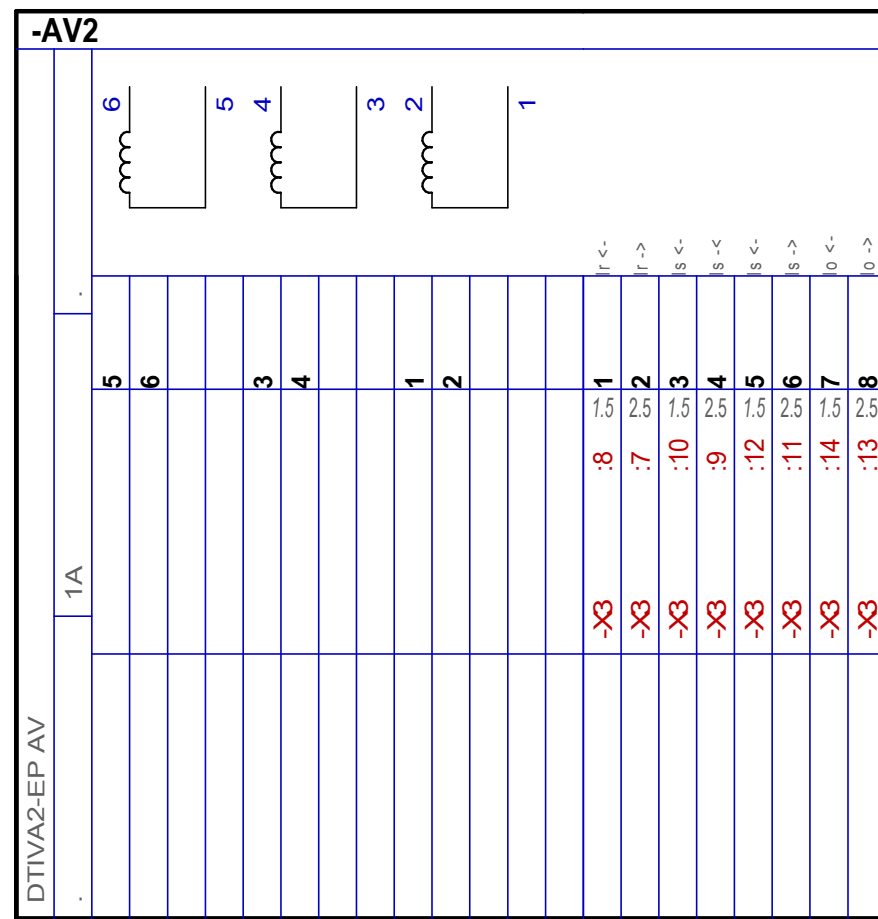 -AV2
6 5 4 3 2 1
Ir <- Ir -> Is <- Is -< Is <- Is -> Io <- Io ->
.
5 6 3 4 1 2 1 2 3 4 5 6 7 8
1.5 2.5 1.5 2.5 1.5 2.5 1.5 2.5
:8 :7 :10 :9 :12 :11 :14 :13
1A
-X3 -X3 -X3 -X3 -X3 -X3 -X3 -X3
DTIVA2-EP AV
.